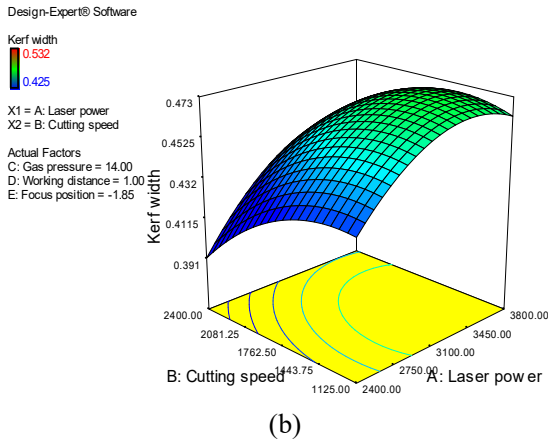 Design-Expert® Software
Kerf width
0.532
0.425
X1 = A: Laser power
X2 = B: Cutting speed
Actual Factors
C: Gas pressure = 14.00
D: Working distance = 1.00
E: Focus position = -1.85
0.473
0.4525
0.432
0.4115
0.391
Kerf width
2400.00
2081.25
1762.50
1443.75
1125.00
B: Cutting speed
2400.00
2750.00
3100.00
3450.00
3800.00
A: Laser power
(b)